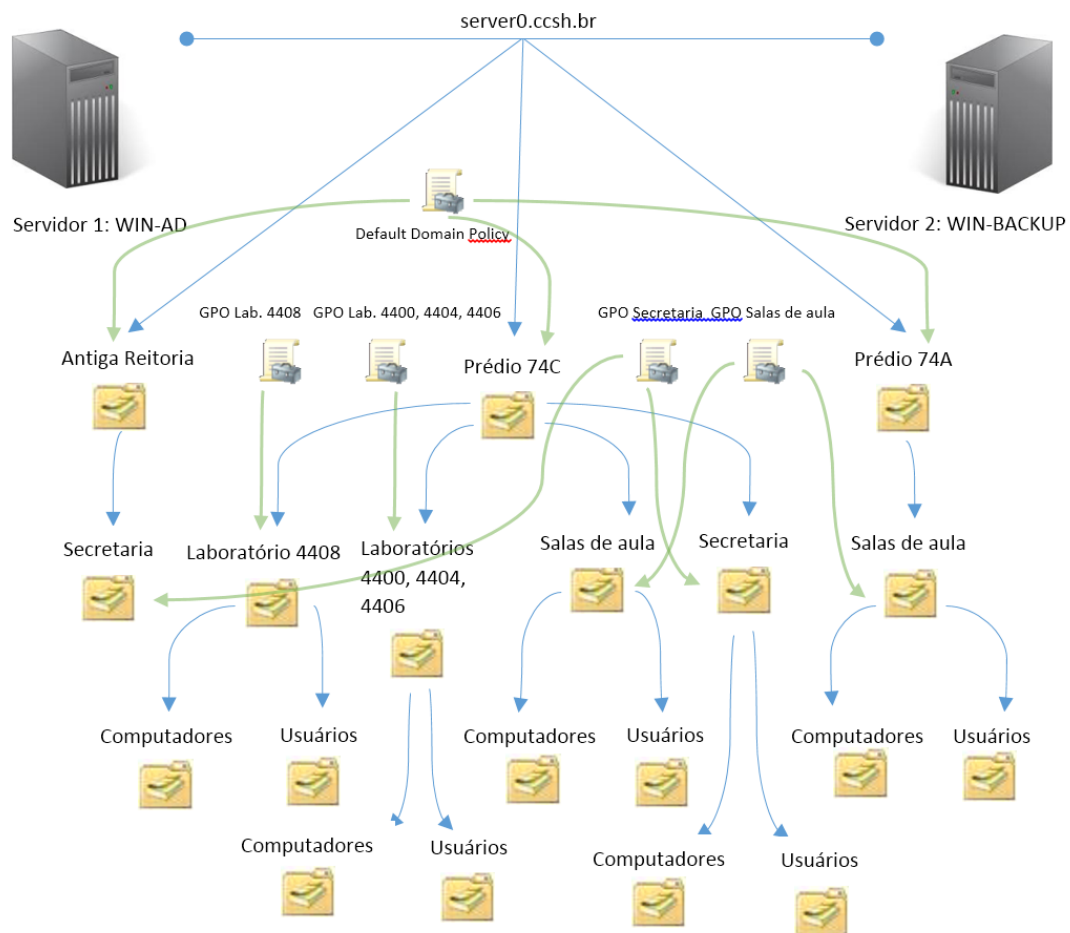 server0.ccsh.br
Servidor 1: WIN-AD
Servidor 2: WIN-BACKUP
Default Domain Policy
GPO Lab. 4408
GPO Lab. 4400, 4404, 4406
GPO Secretaria
GPO Salas de aula
Antiga Reitoria
Prédio 74C
Prédio 74A
Secretaria
Laboratório 4408
Laboratórios
4400, 4404,
4406
Salas de aula
Secretaria
Salas de aula
Computadores
Usuários
Computadores
Usuários
Computadores
Usuários
Computadores
Usuários
Computadores
Usuários